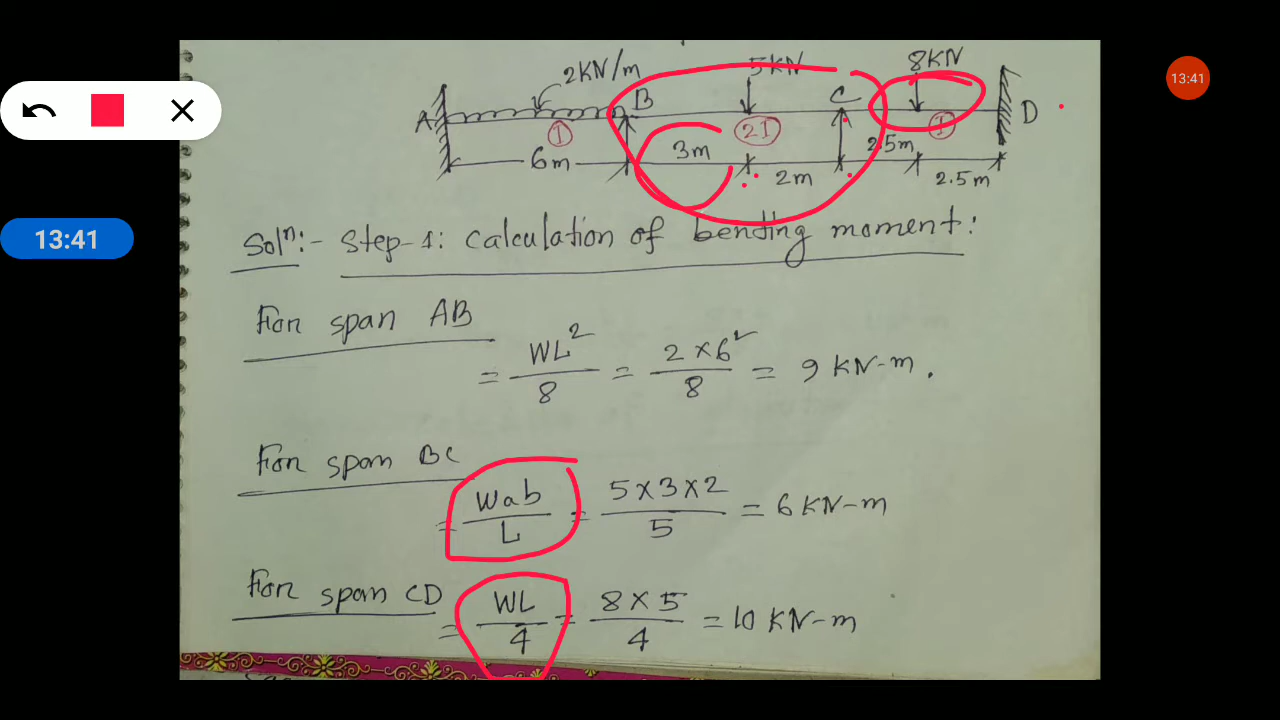 13:41
13:41
2KN/m 5KN 8KN
A B C D
I 2I I
6m 3m 2m 2.5m 2.5m
Solⁿ:- Step-1: Calculation of bending moment:
For span AB
= WL²/8 = 2×6²/8 = 9 KN-m.
For span BC
= Wab/L = 5×3×2/5 = 6 KN-m
For span CD
= WL/4 = 8×5/4 = 10 KN-m